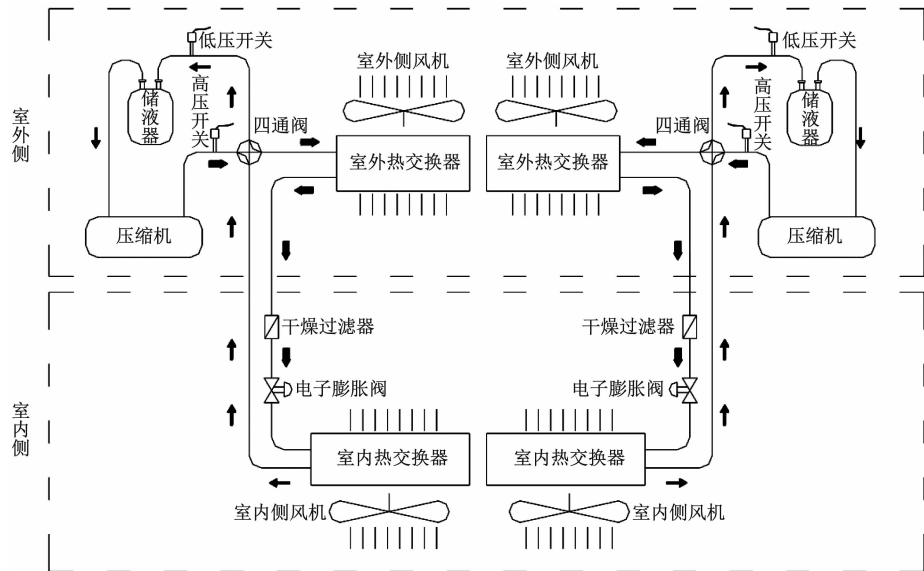 低压开关
低压开关
室外侧风机
室外侧风机
高压开关
高压开关
储液器
储液器
室外侧
四通阀
四通阀
室外热交换器
室外热交换器
压缩机
压缩机
干燥过滤器
干燥过滤器
电子膨胀阀
电子膨胀阀
室内侧
室内热交换器
室内热交换器
室内侧风机
室内侧风机